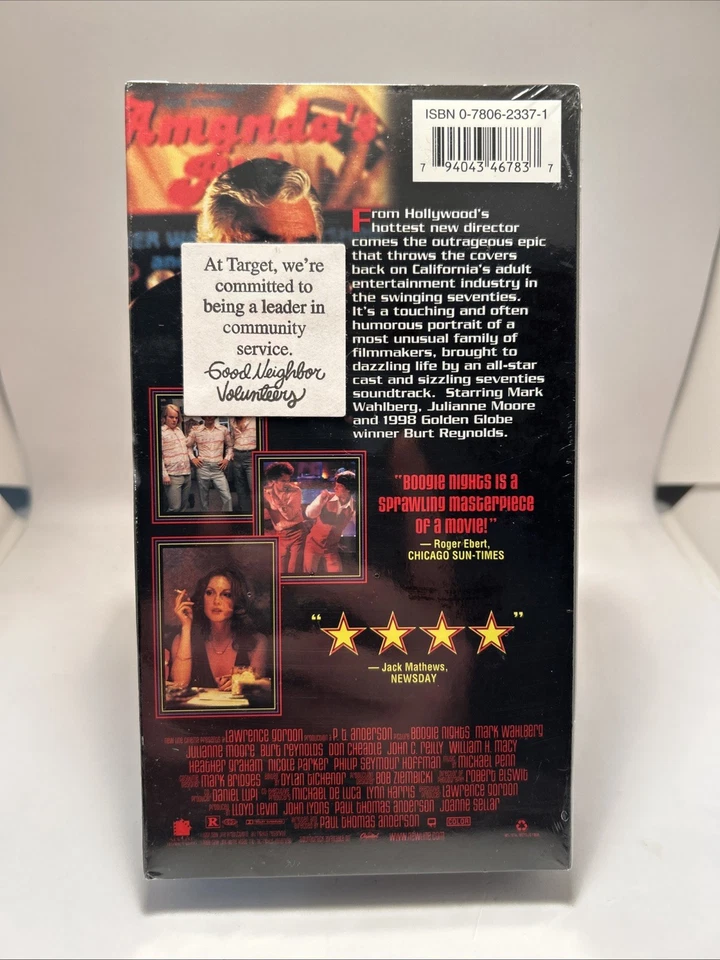 Amanda's
ISBN 0-7806-2337-1
7 94043 46783 7
From Hollywood's
hottest new director
comes the outrageous epic
that throws the covers
back on California's adult
entertainment industry in
the swinging seventies.
It's a touching and often
humorous portrait of a
most unusual family of
filmmakers, brought to
dazzling life by an all-star
cast and sizzling seventies
soundtrack. Starring Mark
Wahlberg, Julianne Moore
and 1998 Golden Globe
winner Burt Reynolds.
At Target, we're
committed to
being a leader in
community
service.
Good Neighbor
Volunteers
"Boogie Nights is a
sprawling masterpiece
of a movie!"
— Roger Ebert,
CHICAGO SUN-TIMES
" "
— Jack Mathews,
NEWSDAY
Lawrence Gordon P.T. Anderson Boogie Nights Mark Wahlberg
Julianne Moore Burt Reynolds Don Cheadle John C. Reilly William H. Macy
Heather Graham Nicole Parker Philip Seymour Hoffman Michael Penn
Mark Bridges Dylan Tichenor Bob Ziembicki Robert Elswit
Daniel Lupi Michael De Luca Lynn Harris Lawrence Gordon
Lloyd Levin John Lyons Paul Thomas Anderson Joanne Sellar
Paul Thomas Anderson
R
COLOR
Capitol